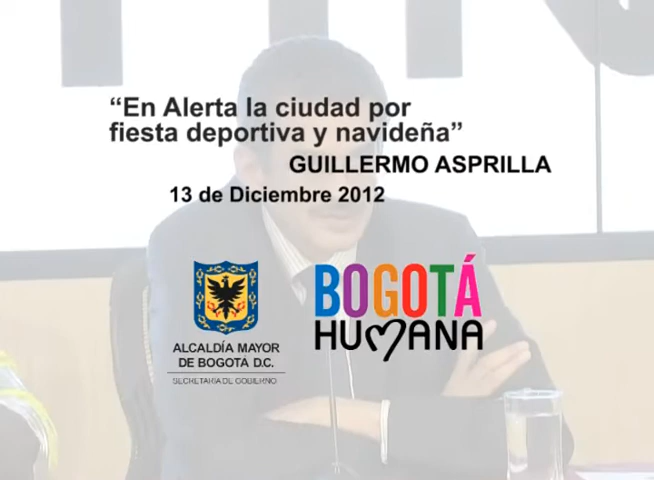 “En Alerta la ciudad por
fiesta deportiva y navideña”
GUILLERMO ASPRILLA
13 de Diciembre 2012
BOGOTÁ
HUMANA
ALCALDÍA MAYOR
DE BOGOTÁ D.C.
SECRETARÍA DE GOBIERNO